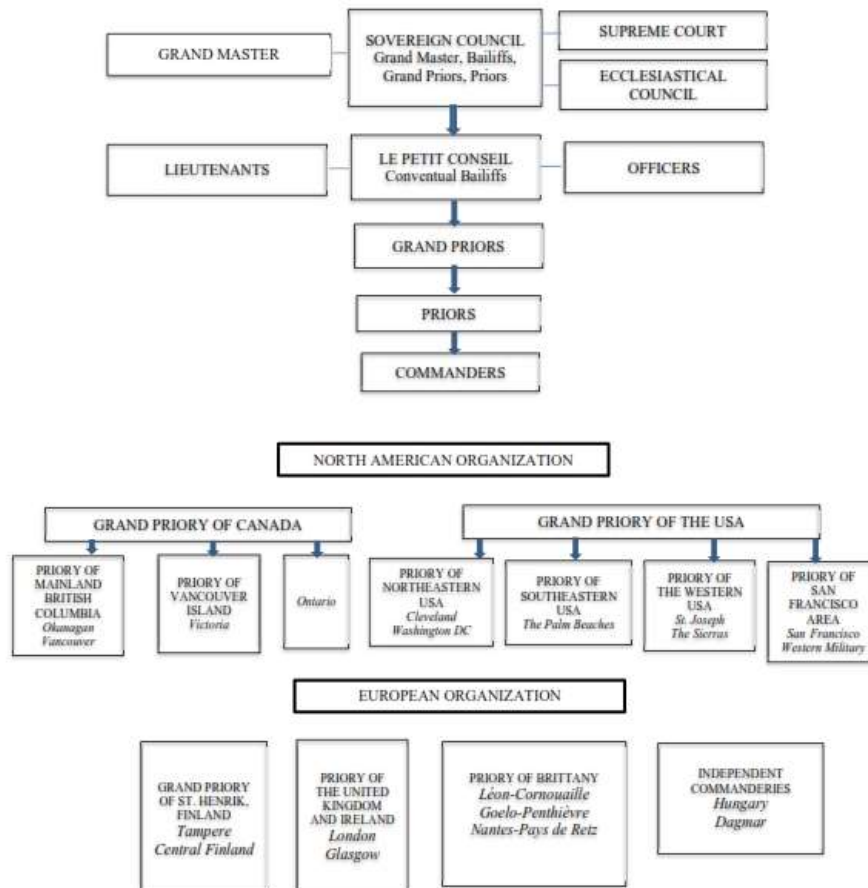 GRAND MASTER
SOVEREIGN COUNCIL
Grand Master, Bailiffs,
Grand Priors, Priors
SUPREME COURT
ECCLESIASTICAL
COUNCIL
LIEUTENANTS
LE PETIT CONSEIL
Conventual Bailiffs
OFFICERS
GRAND PRIORS
PRIORS
COMMANDERS
NORTH AMERICAN ORGANIZATION
GRAND PRIORY OF CANADA
GRAND PRIORY OF THE USA
PRIORY OF
MAINLAND
BRITISH
COLUMBIA
Okanagan
Vancouver
PRIORY OF
VANCOUVER
ISLAND
Victoria
Ontario
PRIORY OF
NORTHEASTERN
USA
Cleveland
Washington DC
PRIORY OF
SOUTHEASTERN
USA
The Palm Beaches
PRIORY OF
THE WESTERN
USA
St. Joseph
The Sierras
PRIORY OF
SAN
FRANCISCO
AREA
San Francisco
Western Military
EUROPEAN ORGANIZATION
GRAND PRIORY
OF ST. HENRIK,
FINLAND
Tampere
Central Finland
PRIORY OF
THE UNITED
KINGDOM
AND IRELAND
London
Glasgow
PRIORY OF BRITTANY
Léon-Cornouaille
Goelo-Penthièvre
Nantes-Pays de Retz
INDEPENDENT
COMMANDERIES
Hungary
Dagmar